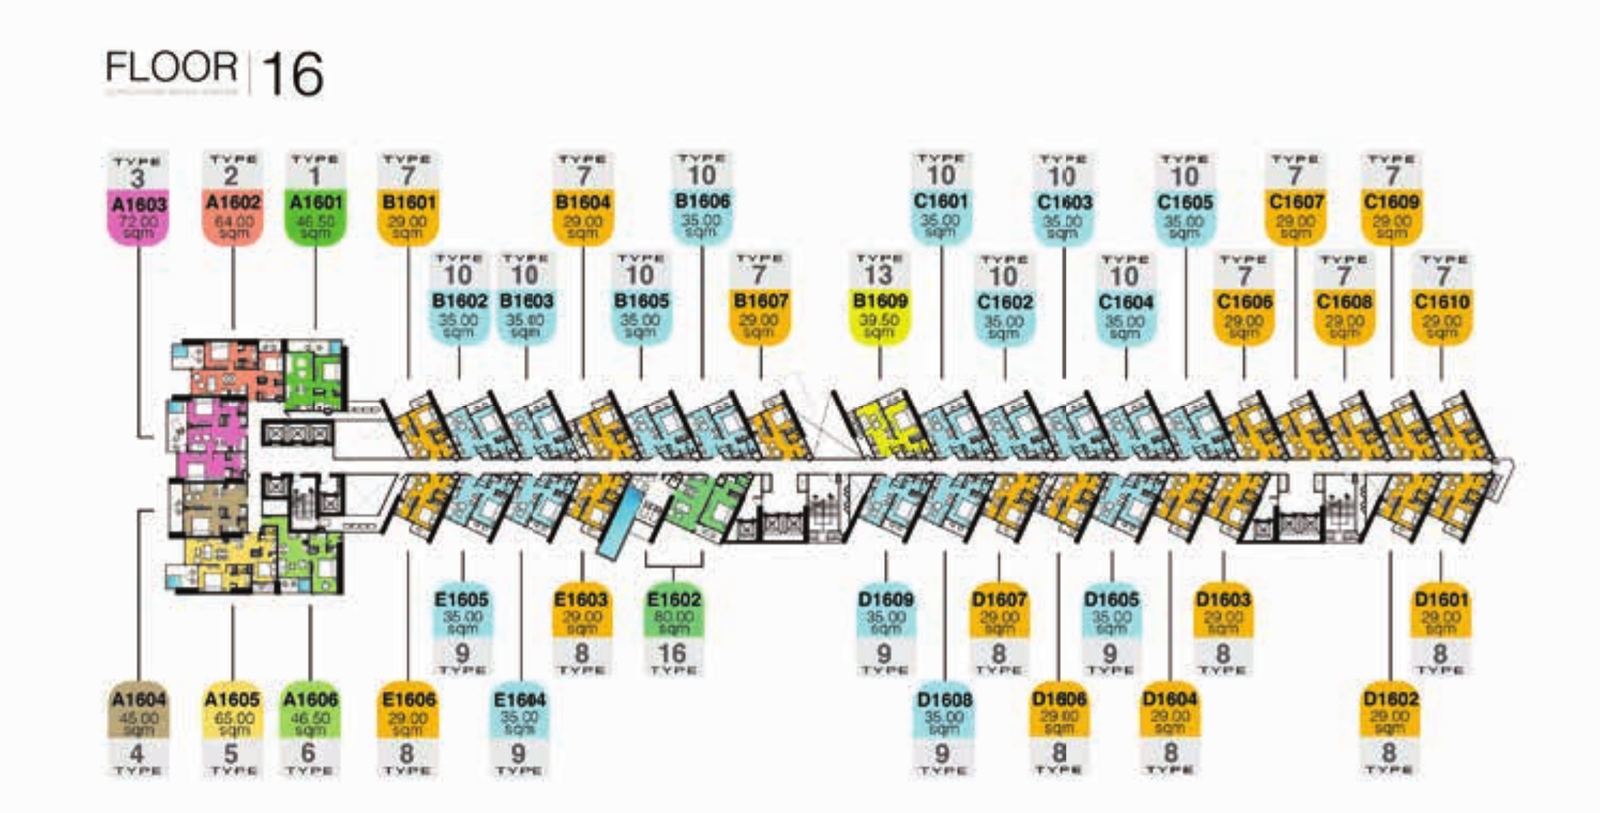 FLOOR 16
TYPE
3
A1603
72.00
sqm
TYPE
2
A1602
64.00
sqm
TYPE
1
A1601
46.50
sqm
TYPE
7
B1601
29.00
sqm
TYPE
7
B1604
29.00
sqm
TYPE
10
B1606
35.00
sqm
TYPE
10
C1601
35.00
sqm
TYPE
10
C1603
35.00
sqm
TYPE
10
C1605
35.00
sqm
TYPE
7
C1607
29.00
sqm
TYPE
7
C1609
29.00
sqm
TYPE
10
B1602
35.00
sqm
TYPE
10
B1603
35.00
sqm
TYPE
10
B1605
35.00
sqm
TYPE
7
B1607
29.00
sqm
TYPE
13
B1609
39.50
sqm
TYPE
10
C1602
35.00
sqm
TYPE
10
C1604
35.00
sqm
TYPE
7
C1606
29.00
sqm
TYPE
7
C1608
29.00
sqm
TYPE
7
C1610
29.00
sqm
E1605
35.00
sqm
9
TYPE
E1603
29.00
sqm
8
TYPE
E1602
80.00
sqm
16
TYPE
D1609
35.00
sqm
9
TYPE
D1607
29.00
sqm
8
TYPE
D1605
35.00
sqm
9
TYPE
D1603
29.00
sqm
8
TYPE
D1601
29.00
sqm
8
TYPE
A1604
45.00
sqm
4
TYPE
A1605
65.00
sqm
5
TYPE
A1606
46.50
sqm
6
TYPE
E1606
29.00
sqm
8
TYPE
E1604
35.00
sqm
9
TYPE
D1608
35.00
sqm
9
TYPE
D1606
29.00
sqm
8
TYPE
D1604
29.00
sqm
8
TYPE
D1602
29.00
sqm
8
TYPE